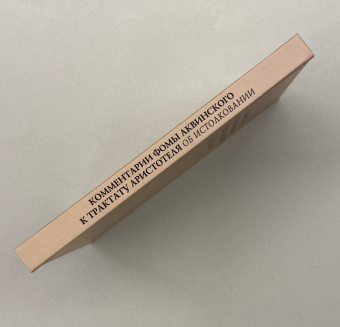 КОММЕНТАРИИ ФОМЫ АКВИНСКОГО
К ТРАКТАТУ АРИСТОТЕЛЯ ОБ ИСТОЛКОВАНИИ